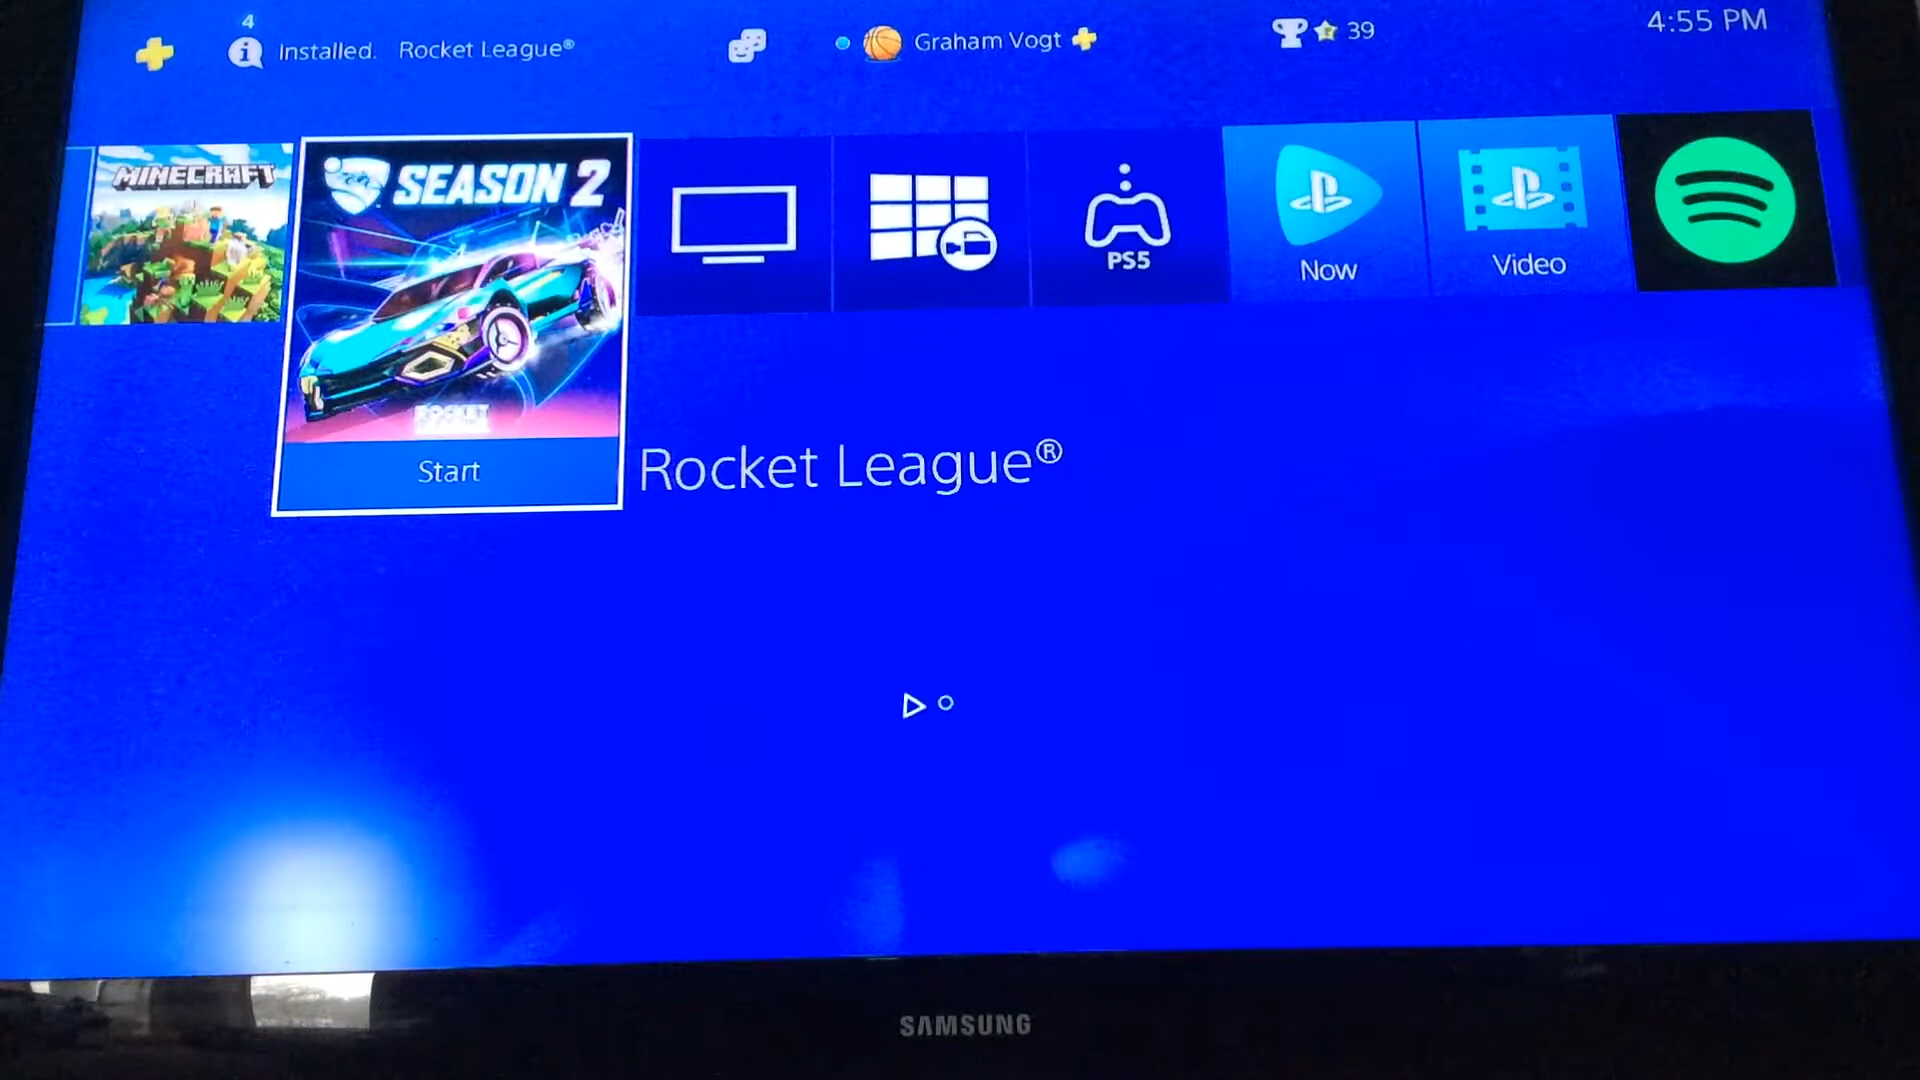 4
Installed. Rocket League®
Graham Vogt
39
4:55 PM
MINECRAFT
SEASON 2
ROCKET
Start
Rocket League®
PS5
Now
Video
SAMSUNG